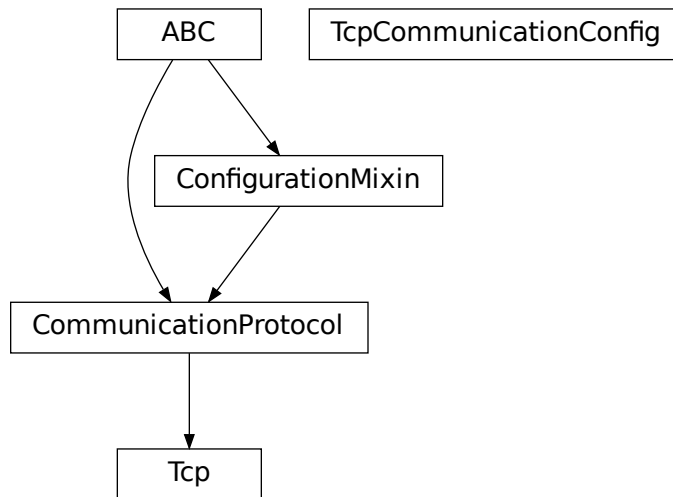 ABC
TcpCommunicationConfig
ConfigurationMixin
CommunicationProtocol
Tcp